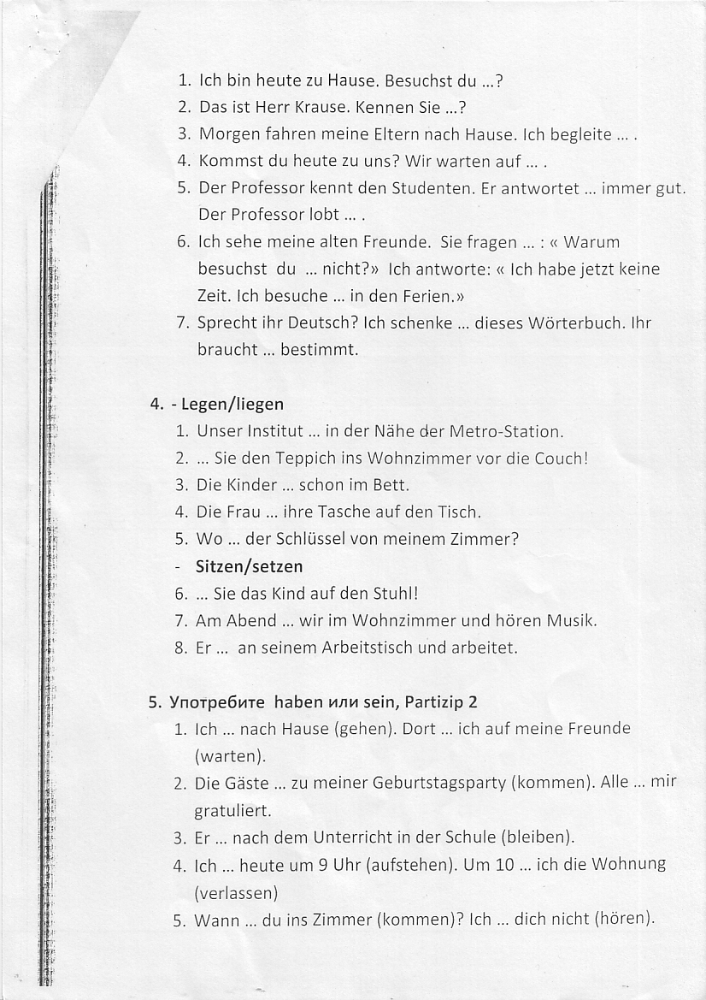 1. Ich bin heute zu Hause. Besuchst du ...?
2. Das ist Herr Krause. Kennen Sie ...?
3. Morgen fahren meine Eltern nach Hause. Ich begleite ... .
4. Kommst du heute zu uns? Wir warten auf ... .
5. Der Professor kennt den Studenten. Er antwortet ... immer gut.
Der Professor lobt ... .
6. Ich sehe meine alten Freunde. Sie fragen ... : « Warum
besuchst du ... nicht?» Ich antworte: « Ich habe jetzt keine
Zeit. Ich besuche ... in den Ferien.»
7. Sprecht ihr Deutsch? Ich schenke ... dieses Wörterbuch. Ihr
braucht ... bestimmt.
4. - Legen/liegen
1. Unser Institut ... in der Nähe der Metro-Station.
2. ... Sie den Teppich ins Wohnzimmer vor die Couch!
3. Die Kinder ... schon im Bett.
4. Die Frau ... ihre Tasche auf den Tisch.
5. Wo ... der Schlüssel von meinem Zimmer?
- Sitzen/setzen
6. ... Sie das Kind auf den Stuhl!
7. Am Abend ... wir im Wohnzimmer und hören Musik.
8. Er ... an seinem Arbeitstisch und arbeitet.
5. Употребите haben или sein, Partizip 2
1. Ich ... nach Hause (gehen). Dort ... ich auf meine Freunde
(warten).
2. Die Gäste ... zu meiner Geburtstagsparty (kommen). Alle ... mir
gratuliert.
3. Er ... nach dem Unterricht in der Schule (bleiben).
4. Ich ... heute um 9 Uhr (aufstehen). Um 10 ... ich die Wohnung
(verlassen)
5. Wann ... du ins Zimmer (kommen)? Ich ... dich nicht (hören).